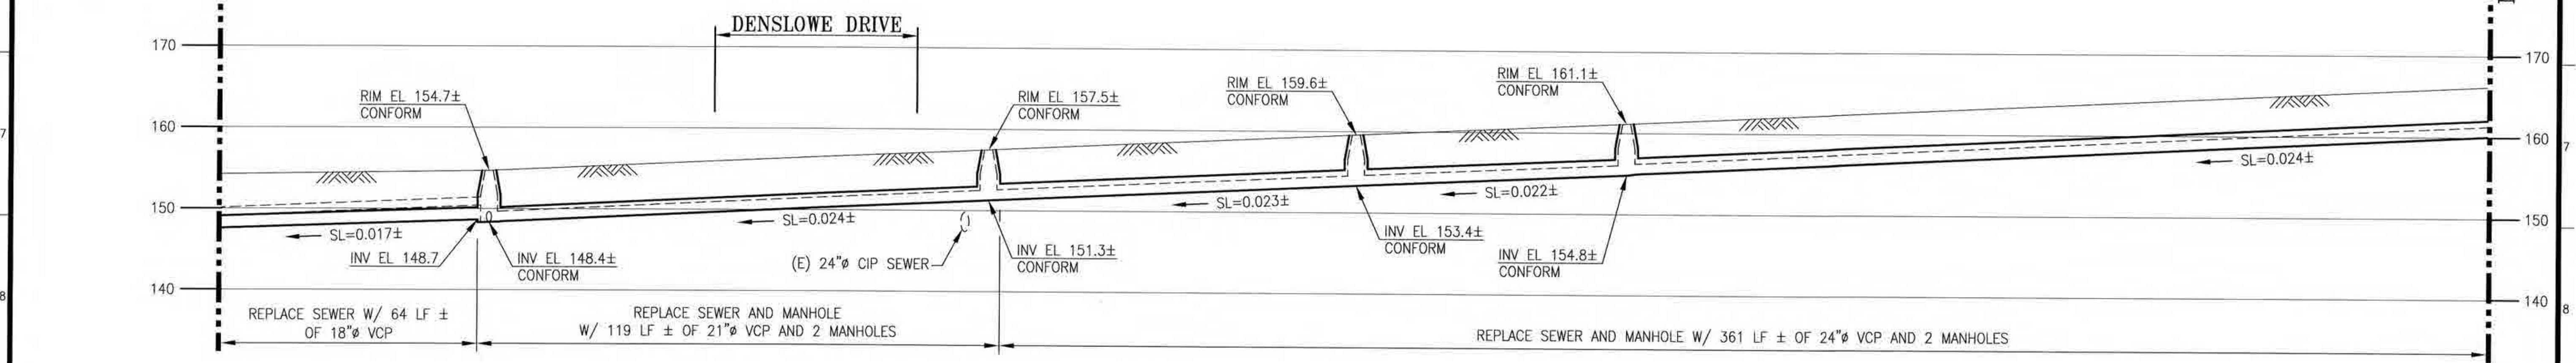 DENSLOWE DRIVE
170
170
RIM EL 154.7±
CONFORM
RIM EL 157.5±
CONFORM
RIM EL 159.6±
CONFORM
RIM EL 161.1±
CONFORM
160
160
7
7
SL=0.024±
SL=0.022±
SL=0.023±
SL=0.024±
SL=0.017±
150
150
INV EL 148.7
INV EL 148.4±
CONFORM
(E) 24"ø CIP SEWER
INV EL 151.3±
CONFORM
INV EL 153.4±
CONFORM
INV EL 154.8±
CONFORM
140
140
8
8
REPLACE SEWER W/ 64 LF ±
OF 18"ø VCP
REPLACE SEWER AND MANHOLE
W/ 119 LF ± OF 21"ø VCP AND 2 MANHOLES
REPLACE SEWER AND MANHOLE W/ 361 LF ± OF 24"ø VCP AND 2 MANHOLES